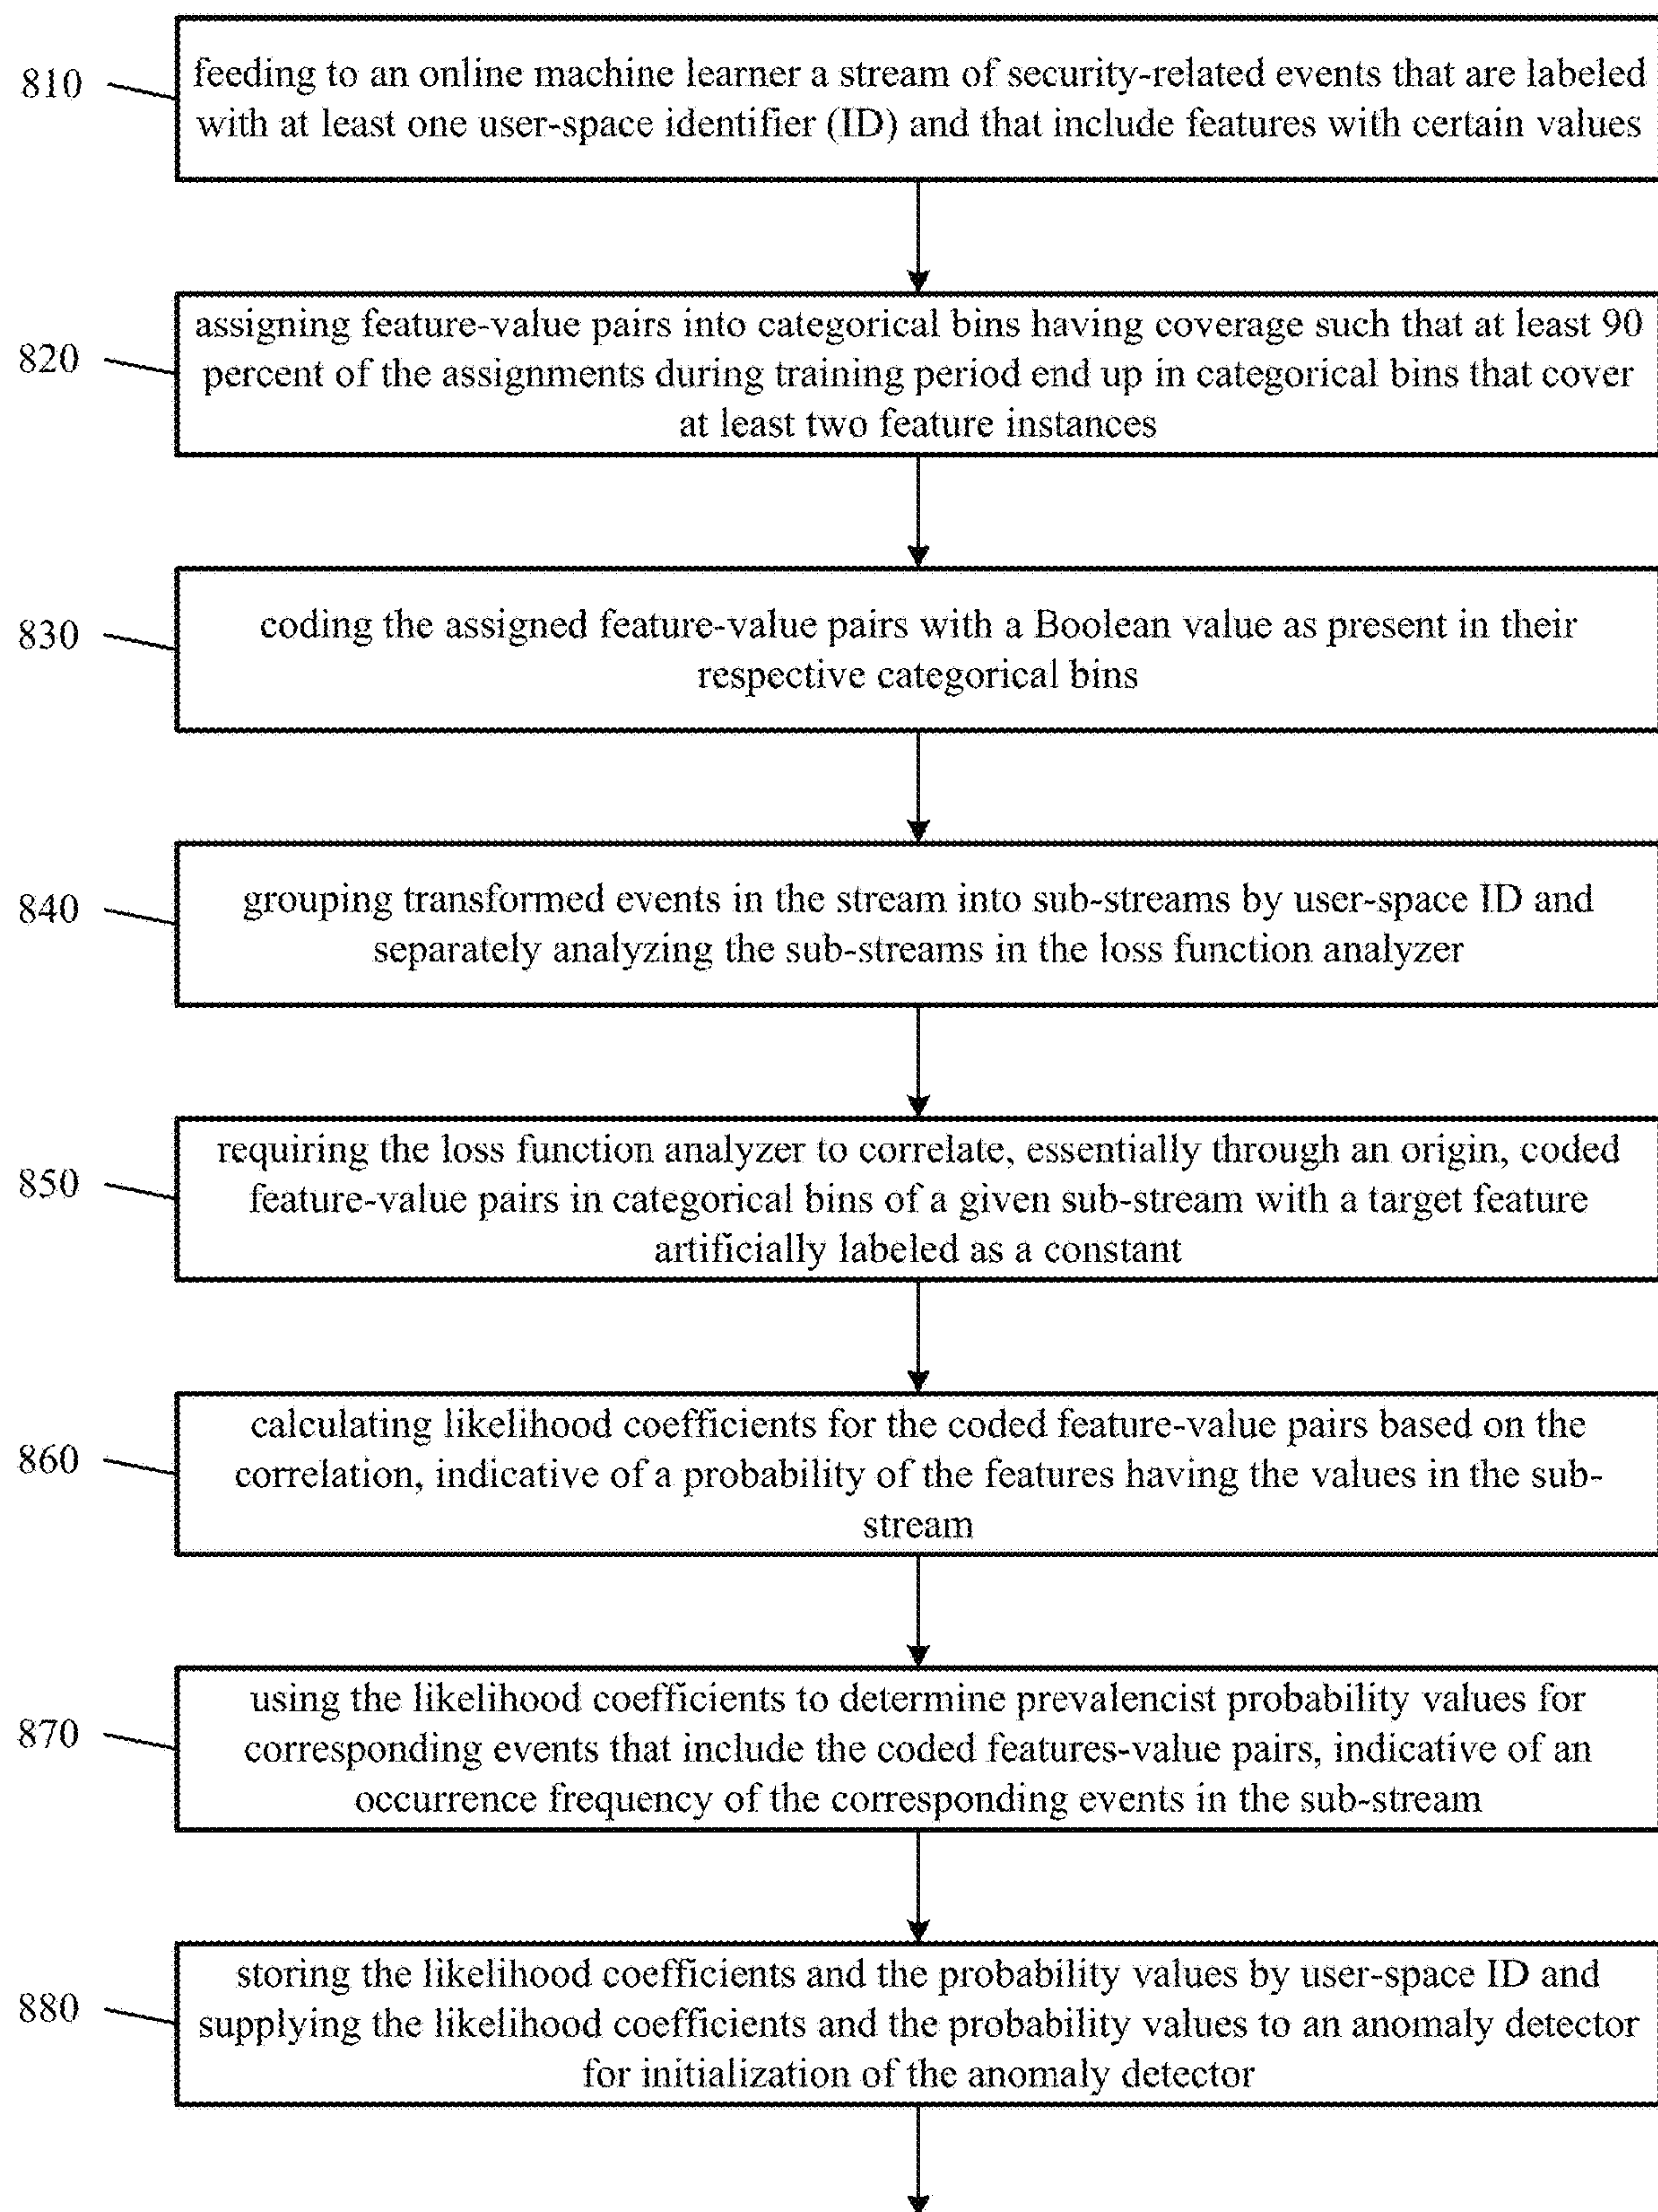 810
feeding to an online machine learner a stream of security-related events that are labeled
with at least one user-space identifier (ID) and that include features with certain values
820
assigning feature-value pairs into categorical bins having coverage such that at least 90
percent of the assignments during training period end up in categorical bins that cover
at least two feature instances
830
coding the assigned feature-value pairs with a Boolean value as present in their
respective categorical bins
840
grouping transformed events in the stream into sub-streams by user-space ID and
separately analyzing the sub-streams in the loss function analyzer
850
requiring the loss function analyzer to correlate, essentially through an origin, coded
feature-value pairs in categorical bins of a given sub-stream with a target feature
artificially labeled as a constant
860
calculating likelihood coefficients for the coded feature-value pairs based on the
correlation, indicative of a probability of the features having the values in the sub-
stream
870
using the likelihood coefficients to determine prevalencist probability values for
corresponding events that include the coded features-value pairs, indicative of an
occurrence frequency of the corresponding events in the sub-stream
880
storing the likelihood coefficients and the probability values by user-space ID and
supplying the likelihood coefficients and the probability values to an anomaly detector
for initialization of the anomaly detector